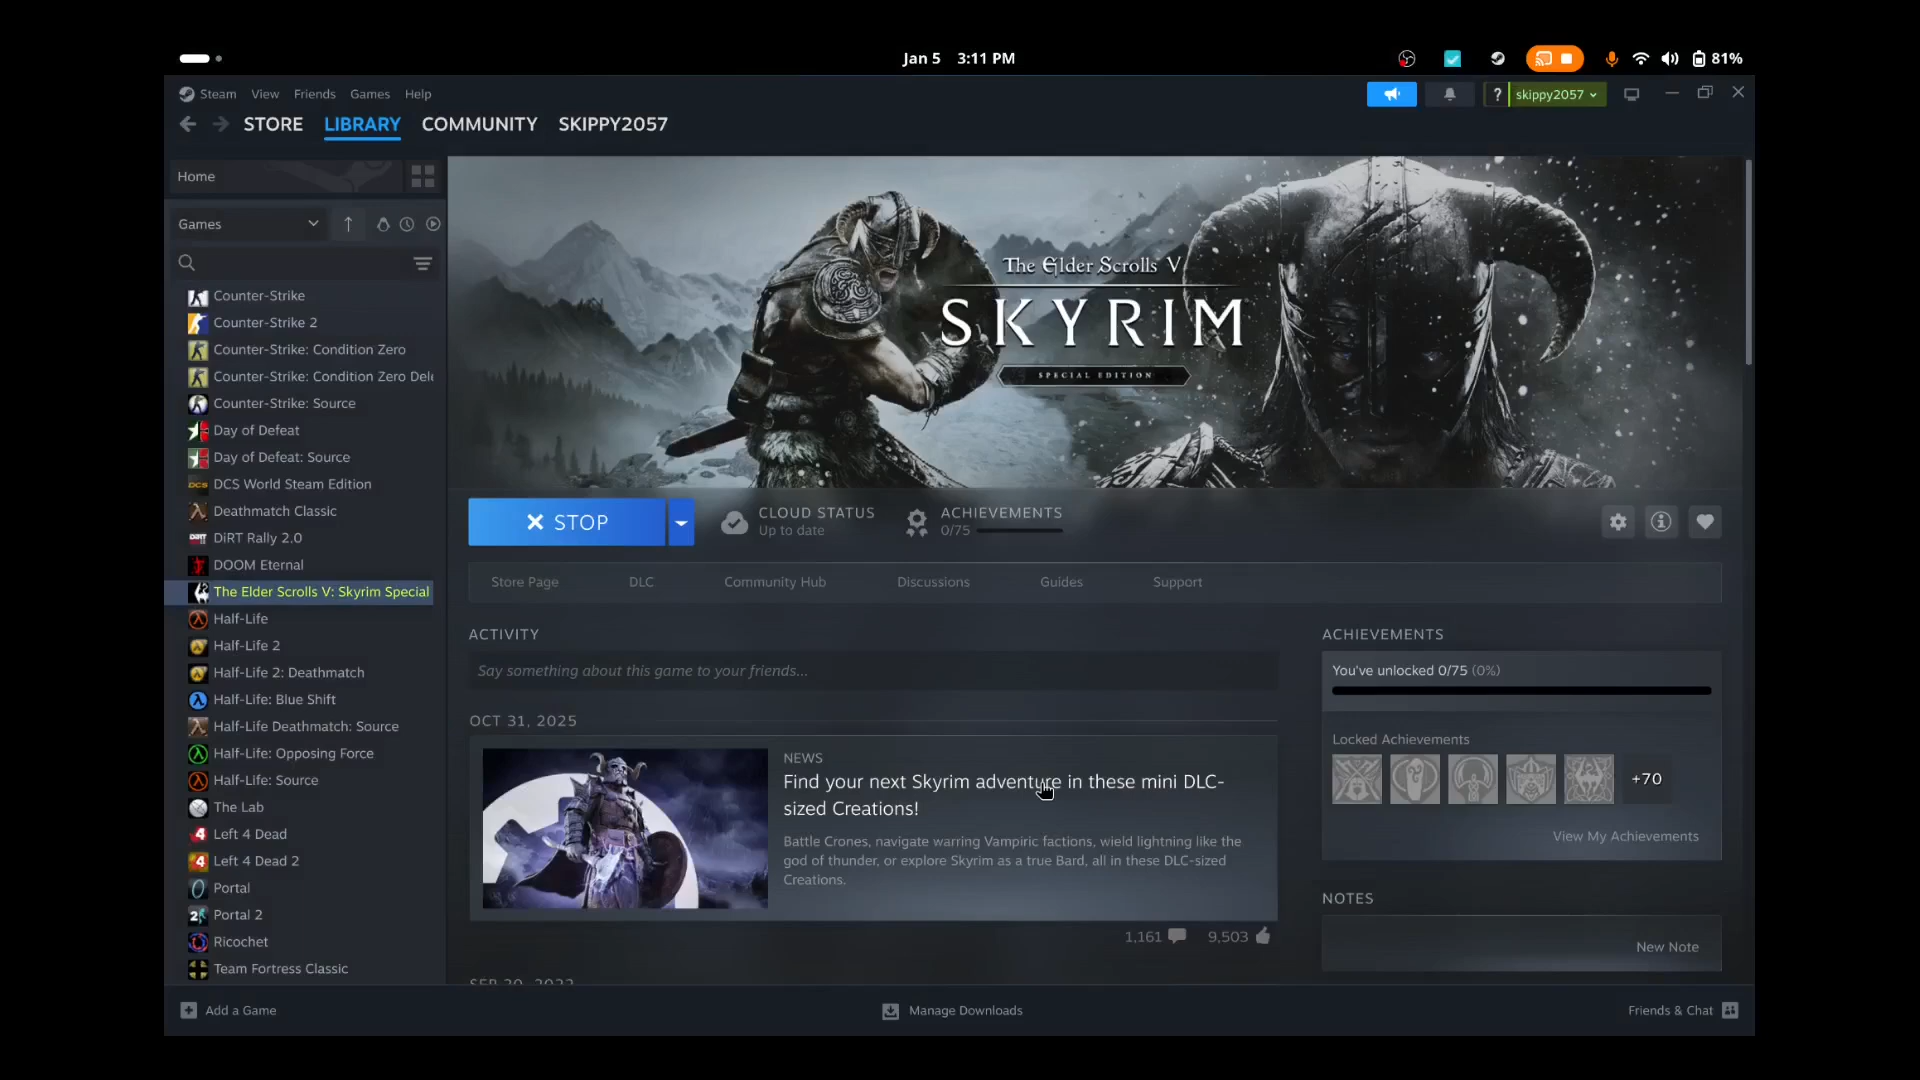 Jan 5 3:11 PM
81%
Steam View Friends Games Help
? skippy2057
STORE LIBRARY COMMUNITY SKIPPY2057
Home
Games
Counter-Strike
Counter-Strike 2
Counter-Strike: Condition Zero
Counter-Strike: Condition Zero Dele
Counter-Strike: Source
Day of Defeat
Day of Defeat: Source
DCS World Steam Edition
Deathmatch Classic
DiRT Rally 2.0
DOOM Eternal
The Elder Scrolls V: Skyrim Special
Half-Life
Half-Life 2
Half-Life 2: Deathmatch
Half-Life: Blue Shift
Half-Life Deathmatch: Source
Half-Life: Opposing Force
Half-Life: Source
The Lab
Left 4 Dead
Left 4 Dead 2
Portal
Portal 2
Ricochet
Team Fortress Classic
The Elder Scrolls V
SKYRIM
SPECIAL EDITION
STOP
CLOUD STATUS
Up to date
ACHIEVEMENTS
0/75
Store Page DLC Community Hub Discussions Guides Support
ACTIVITY
Say something about this game to your friends...
OCT 31, 2025
NEWS
Find your next Skyrim adventure in these mini DLC-
sized Creations!
Battle Crones, navigate warring Vampiric factions, wield lightning like the
god of thunder, or explore Skyrim as a true Bard, all in these DLC-sized
Creations.
1,161 9,503
SEP 20, 2022
ACHIEVEMENTS
You've unlocked 0/75 (0%)
Locked Achievements
+70
View My Achievements
NOTES
New Note
Add a Game
Manage Downloads
Friends & Chat